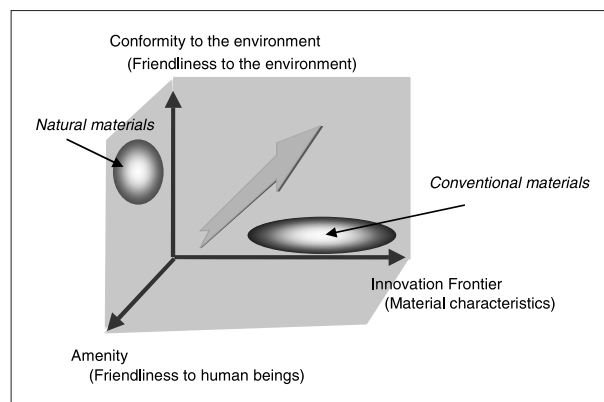 Conformity to the environment
(Friendliness to the environment)
Natural materials
Conventional materials
Innovation Frontier
(Material characteristics)
Amenity
(Friendliness to human beings)